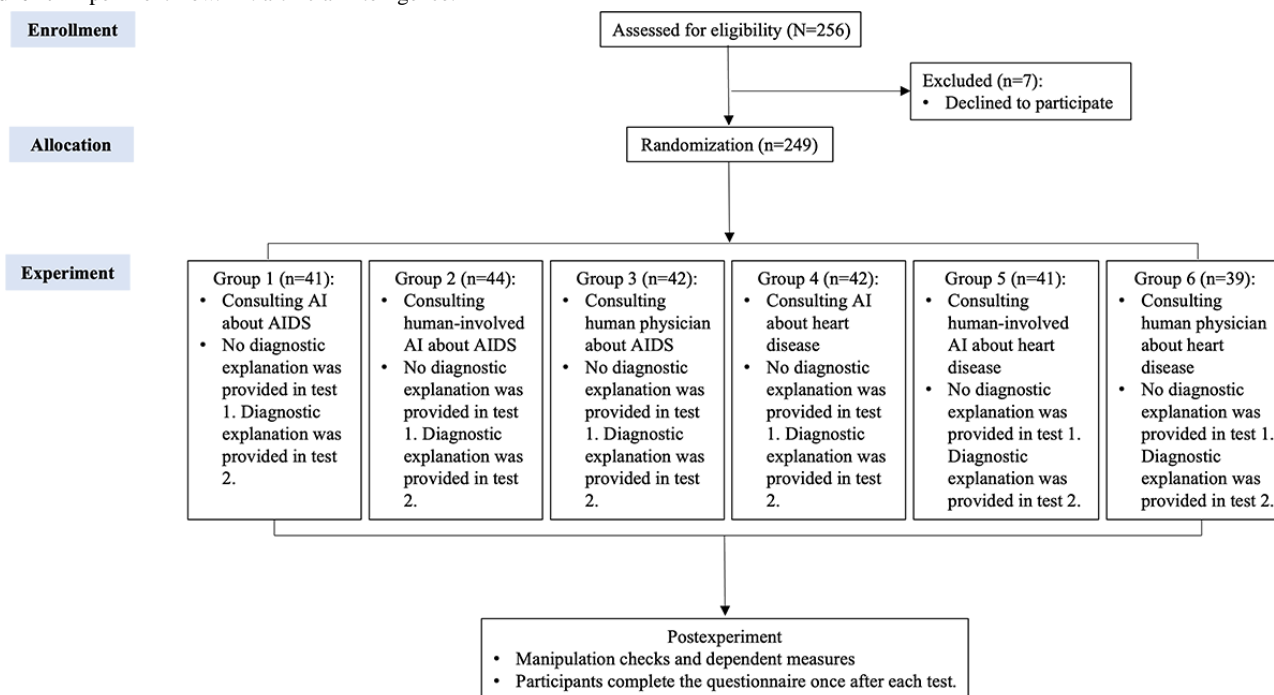 Enrollment
Assessed for eligibility (N=256)
Excluded (n=7):
• Declined to participate
Allocation
Randomization (n=249)
Experiment
Group 1 (n=41):
• Consulting AI
about AIDS
• No diagnostic
explanation was
provided in test
1. Diagnostic
explanation was
provided in test
2.
Group 2 (n=44):
• Consulting
human-involved
AI about AIDS
• No diagnostic
explanation was
provided in test
1. Diagnostic
explanation was
provided in test
2.
Group 3 (n=42):
• Consulting
human physician
about AIDS
• No diagnostic
explanation was
provided in test
1. Diagnostic
explanation was
provided in test
2.
Group 4 (n=42):
• Consulting AI
about heart
disease
• No diagnostic
explanation was
provided in test
1. Diagnostic
explanation was
provided in test
2.
Group 5 (n=41):
• Consulting
human-involved
AI about heart
disease
• No diagnostic
explanation was
provided in test 1.
Diagnostic
explanation was
provided in test 2.
Group 6 (n=39):
• Consulting
human physician
about heart
disease
• No diagnostic
explanation was
provided in test 1.
Diagnostic
explanation was
provided in test 2.
Postexperiment
• Manipulation checks and dependent measures
• Participants complete the questionnaire once after each test.